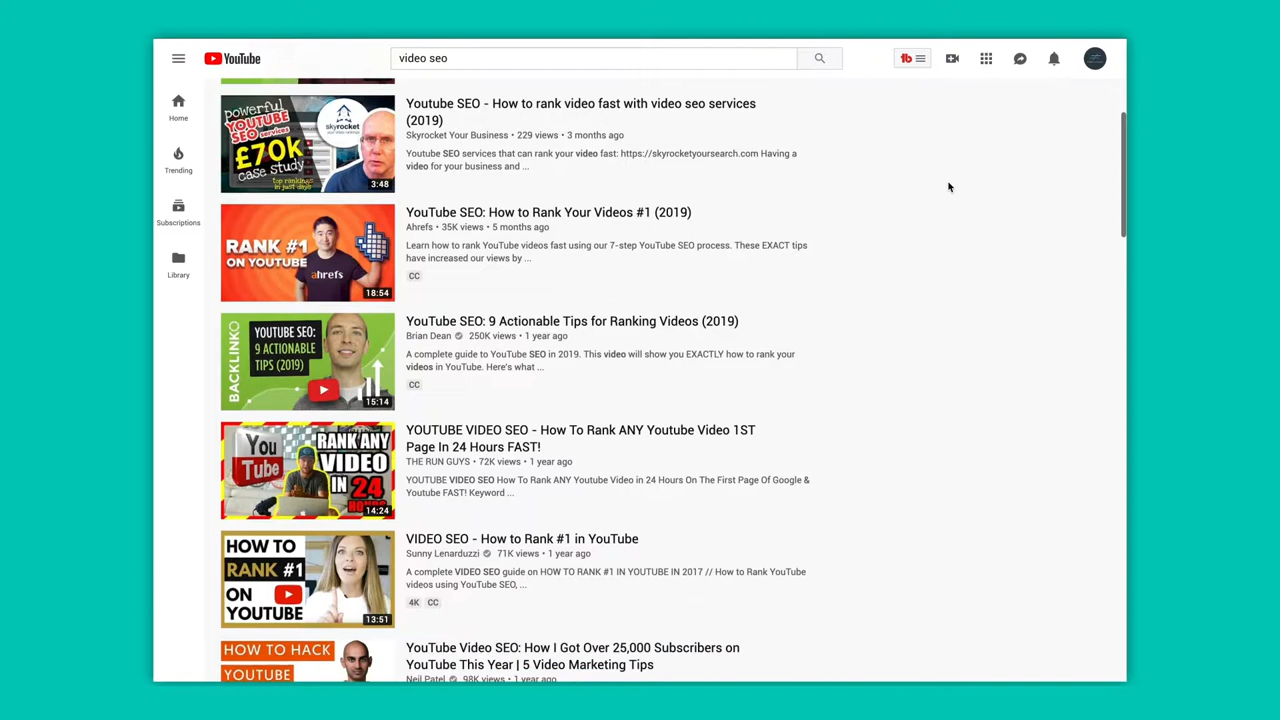 YouTube
video seo
tb
Home
Trending
Subscriptions
Library
powerful
YOUTUBE
SEO services
£70k
case study
top rankings
in just days
skyrocket
3:48
Youtube SEO - How to rank video fast with video seo services
(2019)
Skyrocket Your Business • 229 views • 3 months ago
Youtube SEO services that can rank your video fast: https://skyrocketyoursearch.com Having a
video for your business and ...
RANK #1
ON YOUTUBE
ahrefs
18:54
YouTube SEO: How to Rank Your Videos #1 (2019)
Ahrefs • 35K views • 5 months ago
Learn how to rank YouTube videos fast using our 7-step YouTube SEO process. These EXACT tips
have increased our views by ...
CC
BACKLINKO
YOUTUBE SEO:
9 ACTIONABLE
TIPS (2019)
15:14
YouTube SEO: 9 Actionable Tips for Ranking Videos (2019)
Brian Dean 250K views • 1 year ago
A complete guide to YouTube SEO in 2019. This video will show you EXACTLY how to rank your
videos in YouTube. Here's what ...
CC
You
Tube
RANK ANY
VIDEO
IN 24
14:24
YOUTUBE VIDEO SEO - How To Rank ANY Youtube Video 1ST
Page In 24 Hours FAST!
THE RUN GUYS • 72K views • 1 year ago
YOUTUBE VIDEO SEO How To Rank ANY Youtube Video in 24 Hours On The First Page Of Google &
Youtube FAST! Keyword ...
HOW TO
RANK #1
ON
YOUTUBE
13:51
VIDEO SEO - How to Rank #1 in YouTube
Sunny Lenarduzzi 71K views • 1 year ago
A complete VIDEO SEO guide on HOW TO RANK #1 IN YOUTUBE IN 2017 // How to Rank YouTube
videos using YouTube SEO, ...
4K CC
HOW TO HACK
YOUTUBE
YouTube Video SEO: How I Got Over 25,000 Subscribers on
YouTube This Year | 5 Video Marketing Tips
Neil Patel 98K views • 1 year ago